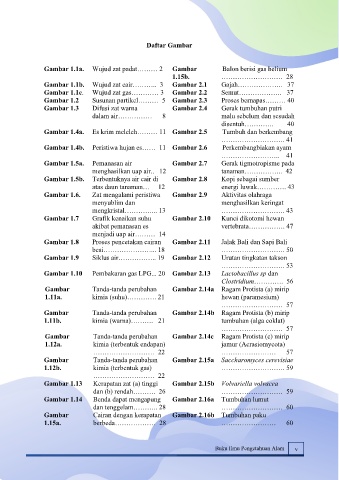 Daftar Gambar
Gambar 1.1a. Wujud zat padat.......... 2
Gambar 1.1b. Wujud zat cair............ 3
Gambar 1.1c. Wujud zat gas............. 3
Gambar 1.2 Susunan partikel.......... 5
Gambar 1.3 Difusi zat warna
dalam air................ 8
Gambar 1.4a. Es krim meleleh.......... 11
Gambar 1.4b. Peristiwa hujan es...... 11
Gambar 1.5a. Pemanasan air
menghasilkan uap air.. 12
Gambar 1.5b. Terbentuknya air cair di
atas daun tanaman... 12
Gambar 1.6. Zat mengalami peristiwa
menyublim dan
mengkristal............... 13
Gambar 1.7 Grafik kenaikan suhu
akibat pemanasan es
menjadi uap air.......... 14
Gambar 1.8 Proses pencetakan cairan
besi.......................... 18
Gambar 1.9 Siklus air.................. 19
Gambar 1.10 Pembakaran gas LPG... 20
Gambar Tanda-tanda perubahan
1.11a. kimia (suhu).............. 21
Gambar Tanda-tanda perubahan
1.11b. kimia (warna)........... 21
Gambar Tanda-tanda perubahan
1.12a. kimia (terbentuk endapan)
.............................. 22
Gambar Tanda-tanda perubahan
1.12b. kimia (terbentuk gas)
.............................. 22
Gambar 1.13 Kerapatan zat (a) tinggi
dan (b) rendah........... 26
Gambar 1.14 Benda dapat mengapung
dan tenggelam............ 28
Gambar Cairan dengan kerapatan
1.15a. berbeda................... 28
Gambar Balon berisi gas helium
1.15b. .............................. 28
Gambar 2.1 Gajah...................... 37
Gambar 2.2 Semut..................... 37
Gambar 2.3 Proses bernapas.......... 40
Gambar 2.4 Gerak tumbuhan putri
malu sebelum dan sesudah
disentuh.............. 40
Gambar 2.5 Tumbuh dan berkembang
.............................. 41
Gambar 2.6 Perkembangbiakan ayam
.............................. 41
Gambar 2.7 Gerak tigmotropisme pada
tanaman.................. 42
Gambar 2.8 Kopi sebagai sumber
energi luwak.............. 43
Gambar 2.9 Aktivitas olahraga
menghasilkan keringat
.............................. 43
Gambar 2.10 Kunci dikotomi hewan
vertebrata................. 47
Gambar 2.11 Jalak Bali dan Sapi Bali
.............................. 50
Gambar 2.12 Urutan tingkatan takson
.............................. 53
Gambar 2.13 Lactobacillus sp dan
Clostridium............... 56
Gambar 2.14a Ragam Protista (a) mirip
hewan (paramesium)
.............................. 57
Gambar 2.14b Ragam Protista (b) mirip
tumbuhan (alga coklat)
.............................. 57
Gambar 2.14c Ragam Protista (c) mirip
jamur (Acrasiomycota)
.............................. 57
Gambar 2.15a Saccharomyces cerevisiae
.............................. 59
Gambar 2.15b Volvariella volvacea
.............................. 59
Gambar 2.16a Tumbuhan lumut
.............................. 60
Gambar 2.16b Tumbuhan paku
.............................. 60
Buku Ilmu Pengetahuan Alam v